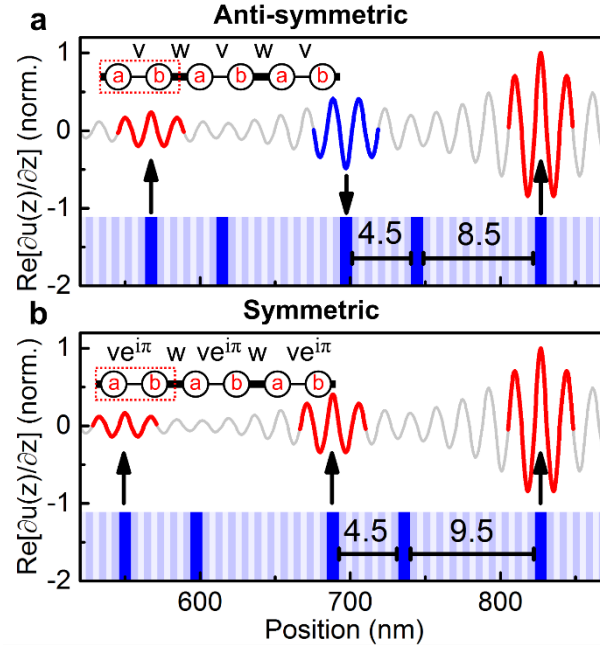 Anti-symmetric
a
v w v w v
a b a b a b
Re[∂u(z)/∂z] (norm.)
1
0
-1
-2
4.5
8.5
Symmetric
b
ve^{iπ} w ve^{iπ} w ve^{iπ}
a b a b a b
Re[∂u(z)/∂z] (norm.)
1
0
-1
-2
4.5
9.5
600 700 800
Position (nm)